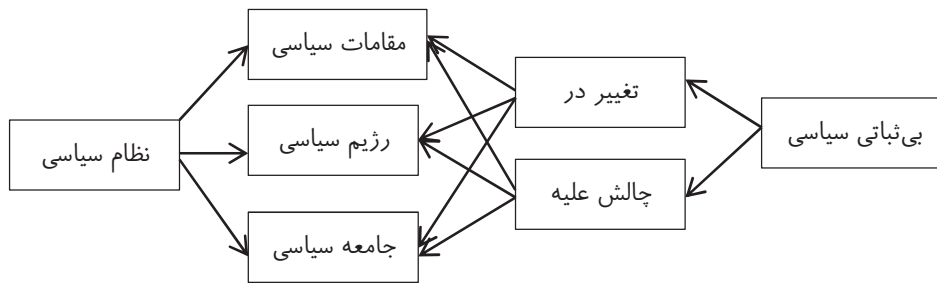 بی‌ثباتی سیاسی
تغییر در
چالش علیه
مقامات سیاسی
رژیم سیاسی
جامعه سیاسی
نظام سیاسی